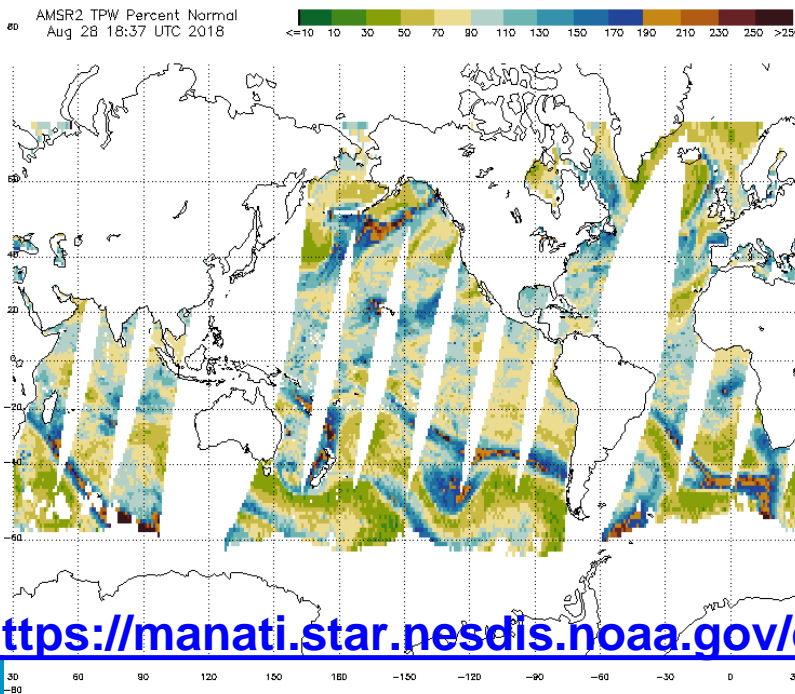 AMSR2 TPW Percent Normal
Aug 28 18:37 UTC 2018
<=10 10 30 50 70 90 110 130 150 170 190 210 230 250 >25
80
60
40
20
0
-20
-40
-60
ttps://manati.star.nesdis.noaa.gov/
30 60 90 120 150 180 -150 -120 -90 -60 -30 0 3
-80